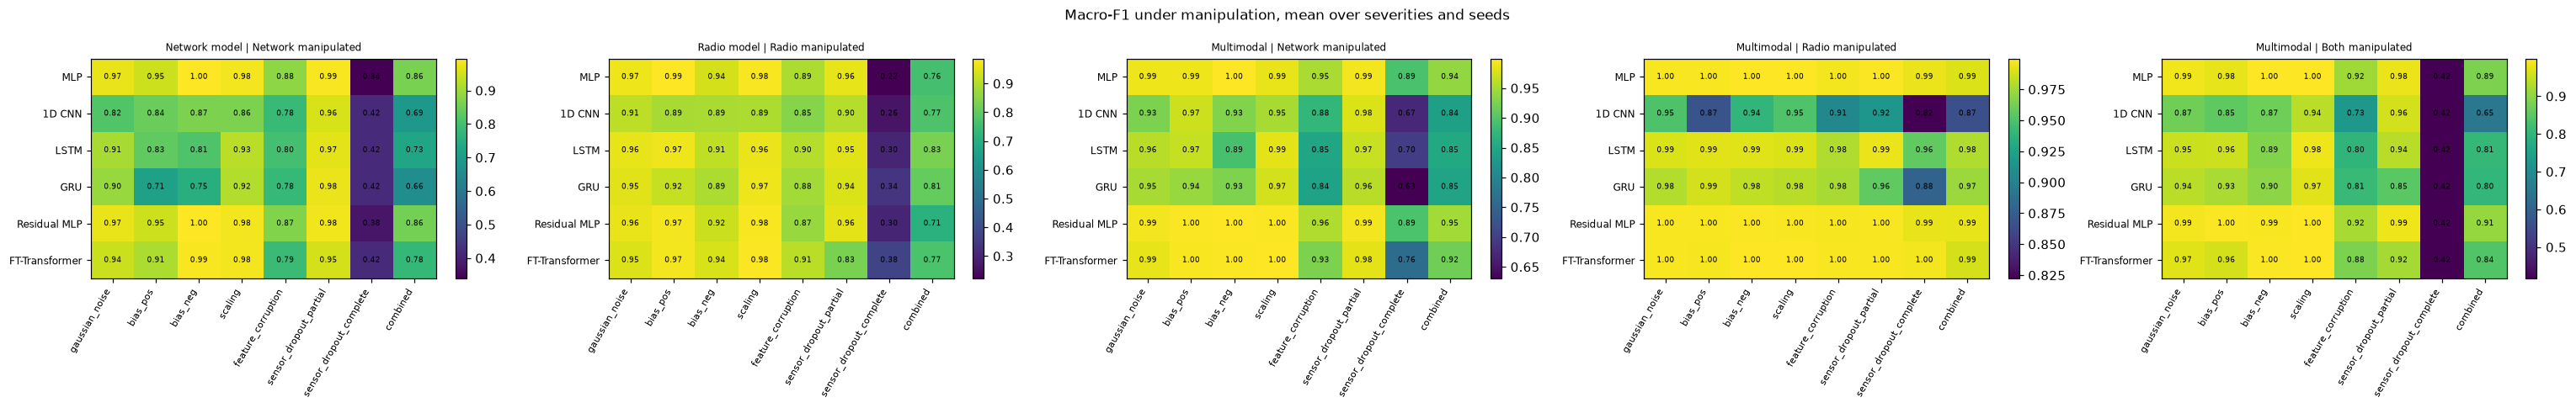 Macro-F1 under manipulation, mean over severities and seeds
Network model | Network manipulated
MLP 0.97 0.95 1.00 0.98 0.88 0.99 0.34 0.86
1D CNN 0.82 0.84 0.87 0.86 0.78 0.96 0.42 0.69
LSTM 0.91 0.83 0.81 0.93 0.80 0.97 0.42 0.73
GRU 0.90 0.71 0.75 0.92 0.78 0.98 0.42 0.66
Residual MLP 0.97 0.95 1.00 0.98 0.87 0.98 0.38 0.86
FT-Transformer 0.94 0.91 0.99 0.98 0.79 0.95 0.42 0.78
gaussian_noise bias_pos bias_neg scaling feature_corruption sensor_dropout_partial sensor_dropout_complete combined
0.9
0.8
0.7
0.6
0.5
0.4
Radio model | Radio manipulated
MLP 0.97 0.99 0.94 0.98 0.89 0.96 0.22 0.76
1D CNN 0.91 0.89 0.89 0.89 0.85 0.90 0.26 0.77
LSTM 0.96 0.97 0.91 0.96 0.90 0.95 0.30 0.83
GRU 0.95 0.92 0.89 0.97 0.88 0.94 0.34 0.81
Residual MLP 0.96 0.97 0.92 0.98 0.87 0.96 0.30 0.71
FT-Transformer 0.95 0.97 0.94 0.98 0.91 0.83 0.38 0.77
gaussian_noise bias_pos bias_neg scaling feature_corruption sensor_dropout_partial sensor_dropout_complete combined
0.9
0.8
0.7
0.6
0.5
0.4
0.3
Multimodal | Network manipulated
MLP 0.99 0.99 1.00 0.99 0.95 0.99 0.89 0.94
1D CNN 0.93 0.97 0.93 0.95 0.88 0.98 0.67 0.84
LSTM 0.96 0.97 0.89 0.99 0.85 0.97 0.70 0.85
GRU 0.95 0.94 0.93 0.97 0.84 0.96 0.63 0.85
Residual MLP 0.99 1.00 1.00 1.00 0.96 0.99 0.89 0.95
FT-Transformer 0.99 1.00 1.00 1.00 0.93 0.98 0.76 0.92
gaussian_noise bias_pos bias_neg scaling feature_corruption sensor_dropout_partial sensor_dropout_complete combined
0.95
0.90
0.85
0.80
0.75
0.70
0.65
Multimodal | Radio manipulated
MLP 1.00 1.00 1.00 1.00 1.00 1.00 0.99 0.99
1D CNN 0.95 0.87 0.94 0.95 0.91 0.92 0.82 0.87
LSTM 0.99 0.99 0.99 0.99 0.98 0.99 0.96 0.98
GRU 0.98 0.99 0.98 0.98 0.98 0.96 0.88 0.97
Residual MLP 1.00 1.00 1.00 1.00 1.00 1.00 0.99 0.99
FT-Transformer 1.00 1.00 1.00 1.00 1.00 1.00 1.00 0.99
gaussian_noise bias_pos bias_neg scaling feature_corruption sensor_dropout_partial sensor_dropout_complete combined
0.975
0.950
0.925
0.900
0.875
0.850
0.825
Multimodal | Both manipulated
MLP 0.99 0.98 1.00 1.00 0.92 0.98 0.42 0.89
1D CNN 0.87 0.85 0.87 0.94 0.73 0.96 0.42 0.65
LSTM 0.95 0.96 0.89 0.98 0.80 0.94 0.42 0.81
GRU 0.94 0.93 0.90 0.97 0.81 0.85 0.42 0.80
Residual MLP 0.99 1.00 0.99 1.00 0.92 0.99 0.42 0.91
FT-Transformer 0.97 0.96 1.00 1.00 0.88 0.92 0.42 0.84
gaussian_noise bias_pos bias_neg scaling feature_corruption sensor_dropout_partial sensor_dropout_complete combined
0.9
0.8
0.7
0.6
0.5